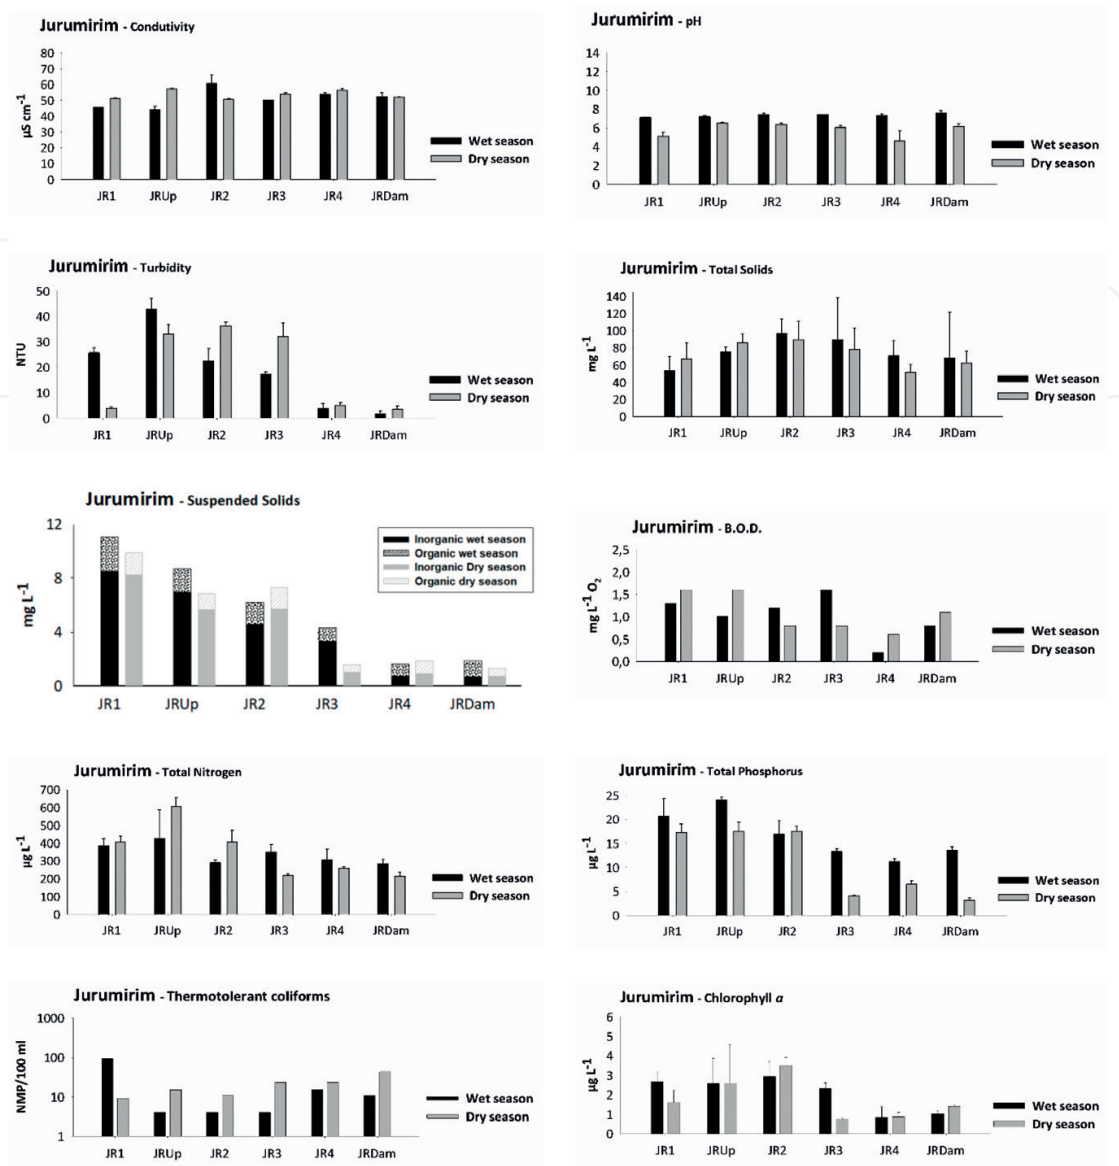 Jurumirim - Condutivity
80
70
60
50
40
30
20
10
0
µS cm-1
JR1 JRUp JR2 JR3 JR4 JRDam
Wet season
Dry season
Jurumirim - pH
14
12
10
8
6
4
2
0
JR1 JRUp JR2 JR3 JR4 JRDam
Wet season
Dry season
Jurumirim - Turbidity
50
40
30
20
10
0
NTU
JR1 JRUp JR2 JR3 JR4 JRDam
Wet season
Dry season
Jurumirim - Total Solids
140
120
100
80
60
40
20
0
mg L-1
JR1 JRUp JR2 JR3 JR4 JRDam
Wet season
Dry season
Jurumirim - Suspended Solids
12
8
4
0
mg L-1
JR1 JRUp JR2 JR3 JR4 JRDam
Inorganic wet season
Organic wet season
Inorganic Dry season
Organic dry season
Jurumirim - B.O.D.
2,5
2,0
1,5
1,0
0,5
0,0
mg L-1 O2
JR1 JRUp JR2 JR3 JR4 JRDam
Wet season
Dry season
Jurumirim - Total Nitrogen
700
600
500
400
300
200
100
0
µg L-1
JR1 JRUp JR2 JR3 JR4 JRDam
Wet season
Dry season
Jurumirim - Total Phosphorus
25
20
15
10
5
0
µg L-1
JR1 JRUp JR2 JR3 JR4 JRDam
Wet season
Dry season
Jurumirim - Thermotolerant coliforms
1000
100
10
1
NMP/100 ml
JR1 JRUp JR2 JR3 JR4 JRDam
Wet season
Dry season
Jurumirim - Chlorophyll a
6
5
4
3
2
1
0
µg L-1
JR1 JRUp JR2 JR3 JR4 JRDam
Wet season
Dry season